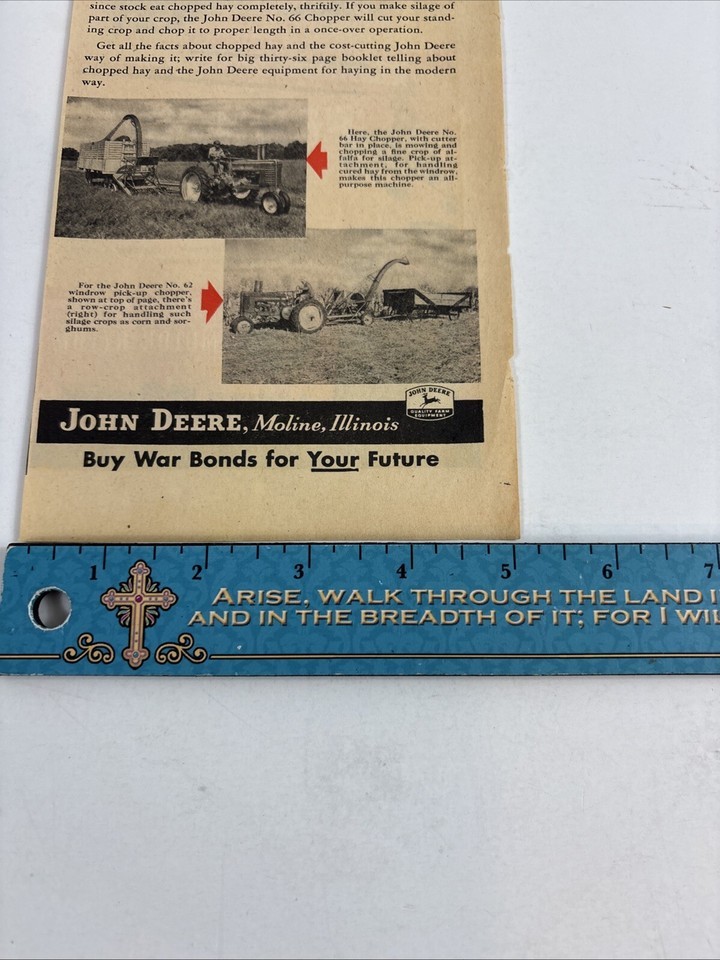 since stock eat chopped hay completely, thriftily. If you make silage of
part of your crop, the John Deere No. 66 Chopper will cut your stand-
ing crop and chop it to proper length in a once-over operation.
Get all the facts about chopped hay and the cost-cutting John Deere
way of making it; write for big thirty-six page booklet telling about
chopped hay and the John Deere equipment for haying in the modern
way.
Here, the John Deere No.
66 Hay Chopper, with cutter
bar in place, is mowing and
chopping a fine crop of al-
falfa for silage. Pick-up at-
tachment, for handling
cured hay from the windrow,
makes this chopper an all-
purpose machine.
For the John Deere No. 62
windrow pick-up chopper,
shown at top of page, there's
a row-crop attachment
(right) for handling such
silage crops as corn and sor-
ghums.
JOHN DEERE
QUALITY FARM
EQUIPMENT
JOHN DEERE, Moline, Illinois
Buy War Bonds for Your Future
1 2 3 4 5 6 7
ARISE, WALK THROUGH THE LAND I
AND IN THE BREADTH OF IT; FOR I WIL